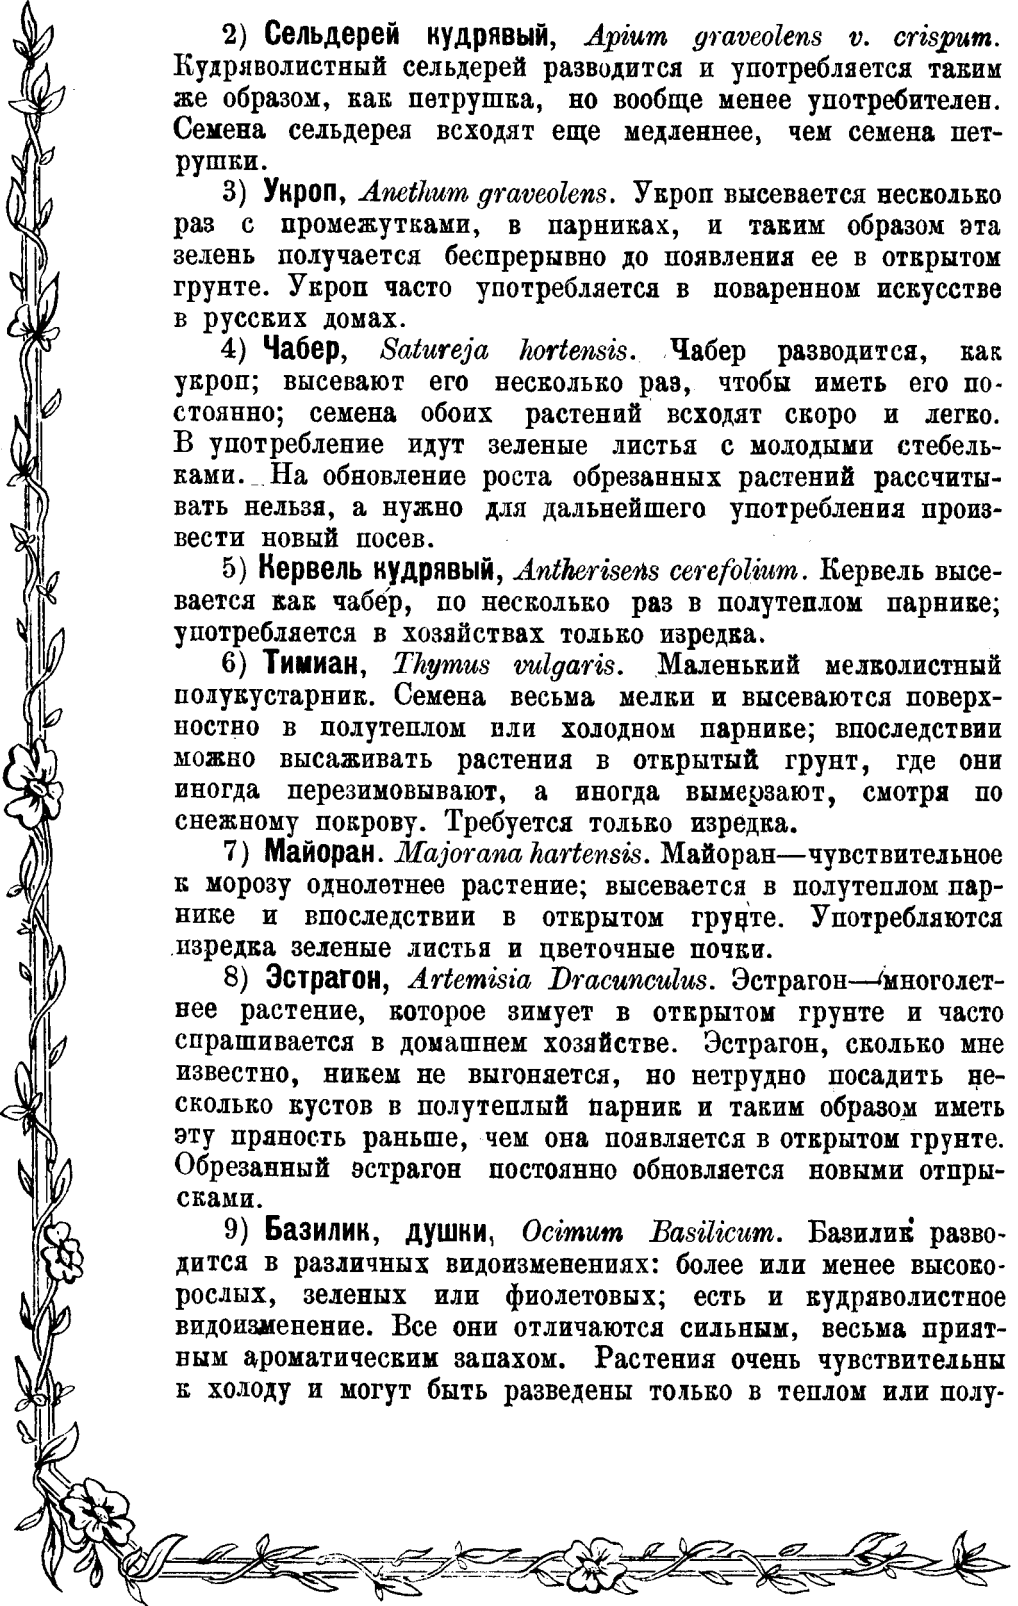 2) Сельдерей кудрявый, Apium graveolens v. crispum.
Кудряволистный сельдерей разводится и употребляется таким
же образом, как петрушка, но вообще менее употребителен.
Семена сельдерея всходят еще медленнее, чем семена пет-
рушки.
3) Укроп, Anethum graveolens. Укроп высевается несколько
раз с промежутками, в парниках, и таким образом эта
зелень получается беспрерывно до появления ее в открытом
грунте. Укроп часто употребляется в поваренном искусстве
в русских домах.
4) Чабер, Satureja hortensis. Чабер разводится, как
укроп; высевают его несколько раз, чтобы иметь его по-
стоянно; семена обоих растений всходят скоро и легко.
В употребление идут зеленые листья с молодыми стебель-
ками. На обновление роста обрезанных растений рассчиты-
вать нельзя, а нужно для дальнейшего употребления произ-
вести новый посев.
5) Кервель кудрявый, Antherisens cerefolium. Кервель высе-
вается как чабер, по несколько раз в полутеплом парнике;
употребляется в хозяйствах только изредка.
6) Тимиан, Thymus vulgaris. Маленький мелколистный
полукустарник. Семена весьма мелки и высеваются поверх-
ностно в полутеплом или холодном парнике; впоследствии
можно высаживать растения в открытый грунт, где они
иногда перезимовывают, а иногда вымерзают, смотря по
снежному покрову. Требуется только изредка.
7) Майоран. Majorana hartensis. Майоран—чувствительное
к морозу однолетнее растение; высевается в полутеплом пар-
нике и впоследствии в открытом грунте. Употребляются
изредка зеленые листья и цветочные почки.
8) Эстрагон, Artemisia Dracunculus. Эстрагон—многолет-
нее растение, которое зимует в открытом грунте и часто
спрашивается в домашнем хозяйстве. Эстрагон, сколько мне
известно, никем не выгоняется, но нетрудно посадить не-
сколько кустов в полутеплый парник и таким образом иметь
эту пряность раньше, чем она появляется в открытом грунте.
Обрезанный эстрагон постоянно обновляется новыми отпры-
сками.
9) Базилик, душки, Ocimum Basilicum. Базилик разво-
дится в различных видоизменениях: более или менее высоко-
рослых, зеленых или фиолетовых; есть и кудряволистное
видоизменение. Все они отличаются сильным, весьма прият-
ным ароматическим запахом. Растения очень чувствительны
к холоду и могут быть разведены только в теплом или полу-